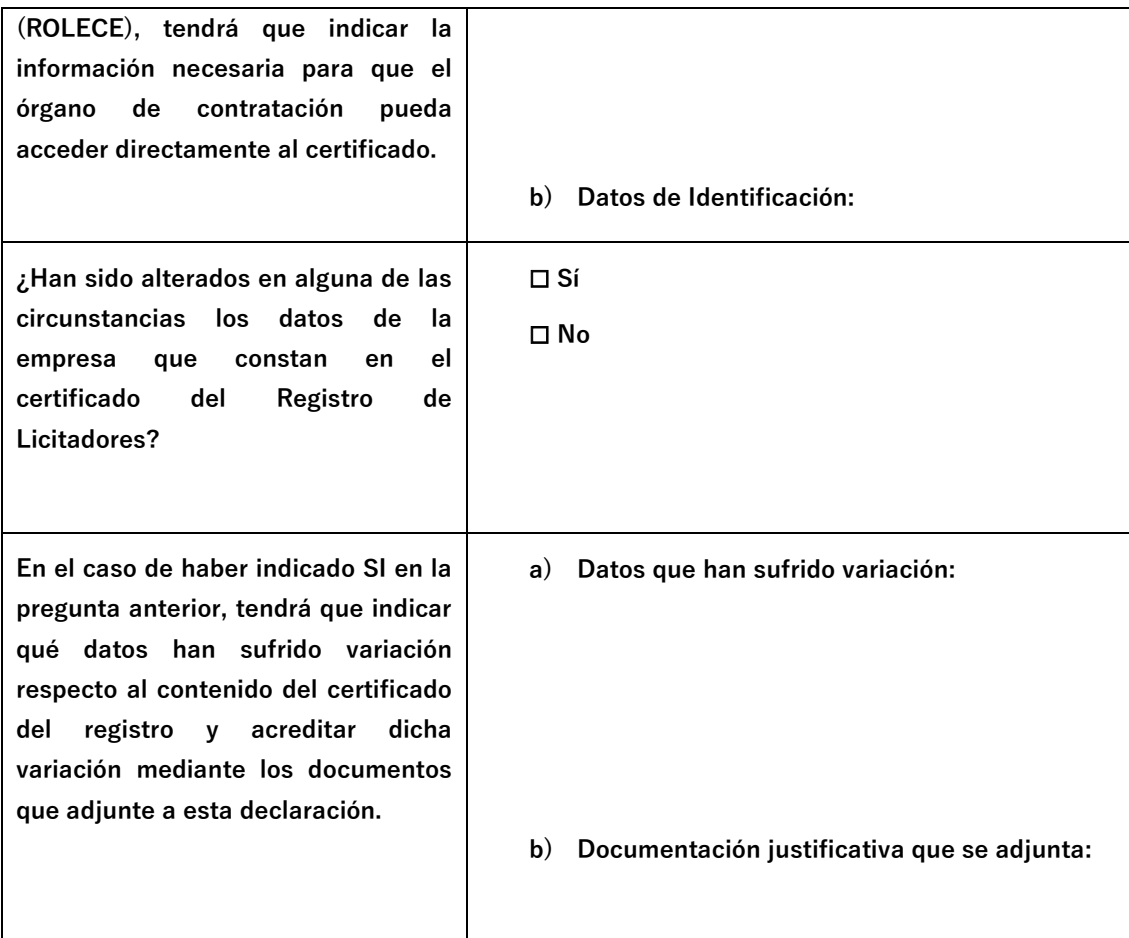 (ROLECE), tendrá que indicar la
información necesaria para que el
órgano de contratación pueda
acceder directamente al certificado.
b) Datos de Identificación:
¿Han sido alterados en alguna de las
circunstancias los datos de la
empresa que constan en el
certificado del Registro de
Licitadores?
☐ Sí
☐ No
En el caso de haber indicado SI en la
pregunta anterior, tendrá que indicar
qué datos han sufrido variación
respecto al contenido del certificado
del registro y acreditar dicha
variación mediante los documentos
que adjunte a esta declaración.
a) Datos que han sufrido variación:
b) Documentación justificativa que se adjunta: